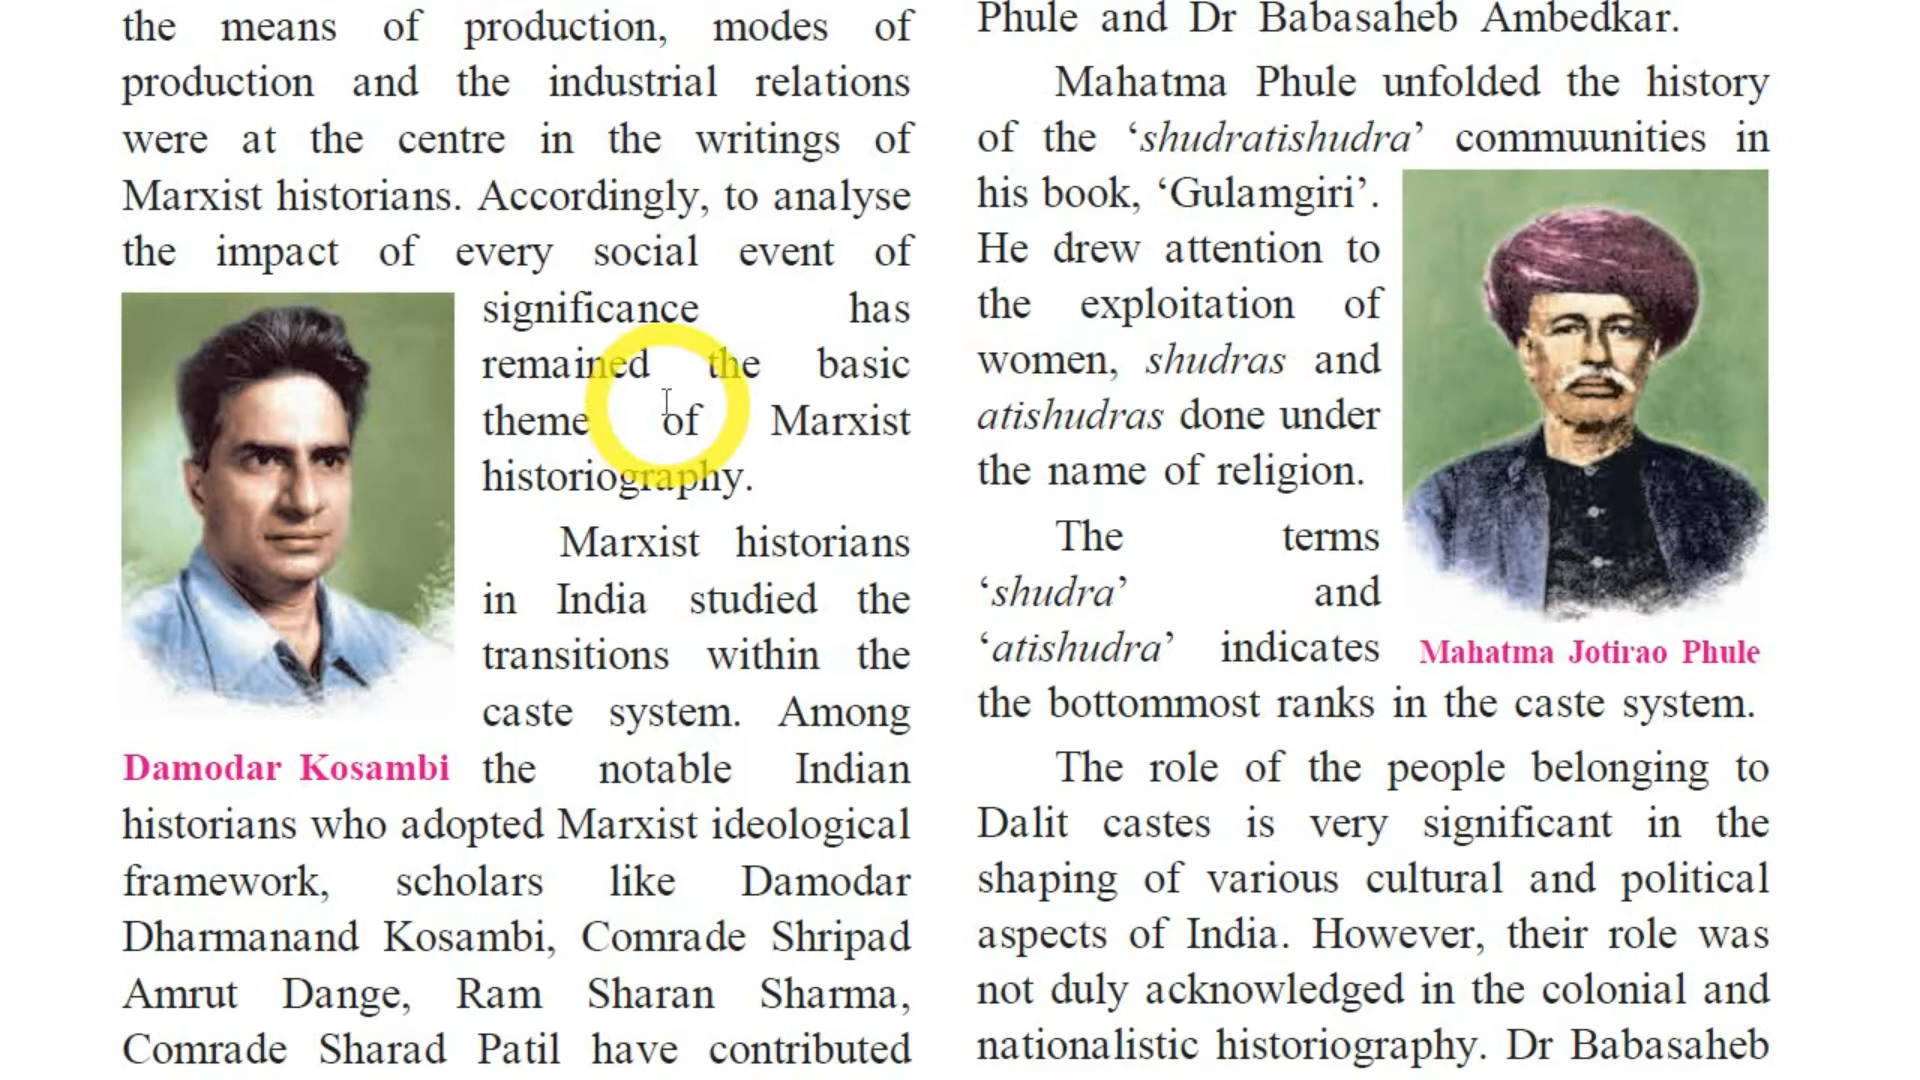 the means of production, modes of
production and the industrial relations
were at the centre in the writings of
Marxist historians. Accordingly, to analyse
the impact of every social event of
significance has
remained the basic
theme of Marxist
historiography.
Marxist historians
in India studied the
transitions within the
caste system. Among
Damodar Kosambi
the notable Indian
historians who adopted Marxist ideological
framework, scholars like Damodar
Dharmanand Kosambi, Comrade Shripad
Amrut Dange, Ram Sharan Sharma,
Comrade Sharad Patil have contributed
Phule and Dr Babasaheb Ambedkar.
Mahatma Phule unfolded the history
of the ‘shudratishudra’ commuunities in
his book, ‘Gulamgiri’.
He drew attention to
the exploitation of
women, shudras and
atishudras done under
the name of religion.
The terms
‘shudra’ and
‘atishudra’ indicates
Mahatma Jotirao Phule
the bottommost ranks in the caste system.
The role of the people belonging to
Dalit castes is very significant in the
shaping of various cultural and political
aspects of India. However, their role was
not duly acknowledged in the colonial and
nationalistic historiography. Dr Babasaheb